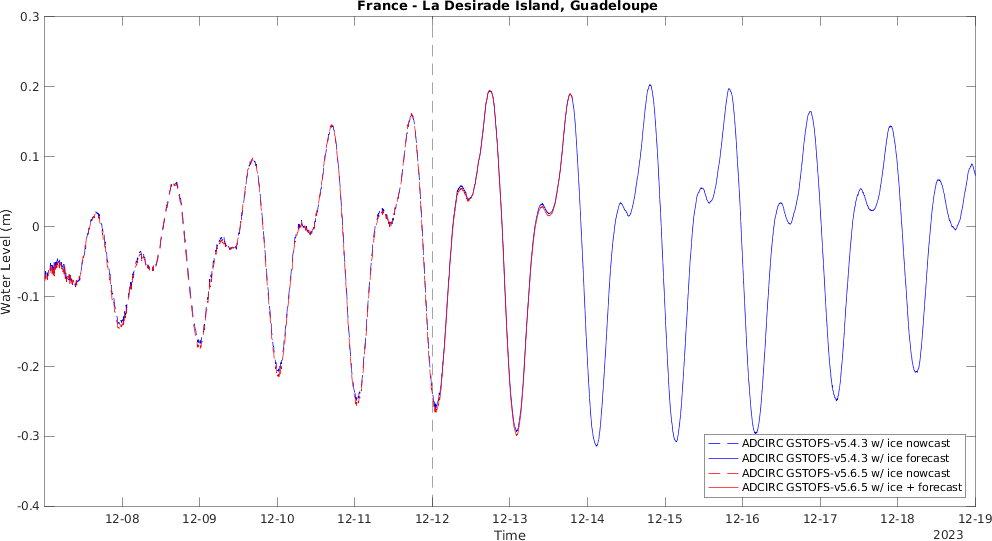 France - La Desirade Island, Guadeloupe
0.3
0.2
0.1
0
-0.1
-0.2
-0.3
-0.4
Water Level (m)
ADCIRC GSTOFS-v5.4.3 w/ ice nowcast
ADCIRC GSTOFS-v5.4.3 w/ ice forecast
ADCIRC GSTOFS-v5.6.5 w/ ice nowcast
ADCIRC GSTOFS-v5.6.5 w/ ice + forecast
12-08 12-09 12-10 12-11 12-12 12-13 12-14 12-15 12-16 12-17 12-18 12-19
Time
2023